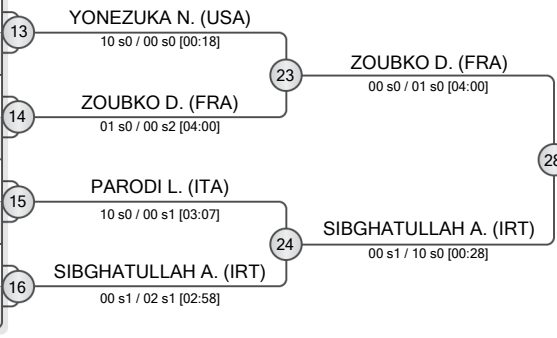 13
YONEZUKA N. (USA)
10 s0 / 00 s0 [00:18]
23
ZOUBKO D. (FRA)
00 s0 / 01 s0 [04:00]
14
ZOUBKO D. (FRA)
01 s0 / 00 s2 [04:00]
28
15
PARODI L. (ITA)
10 s0 / 00 s1 [03:07]
24
SIBGHATULLAH A. (IRT)
00 s1 / 10 s0 [00:28]
16
SIBGHATULLAH A. (IRT)
00 s1 / 02 s1 [02:58]